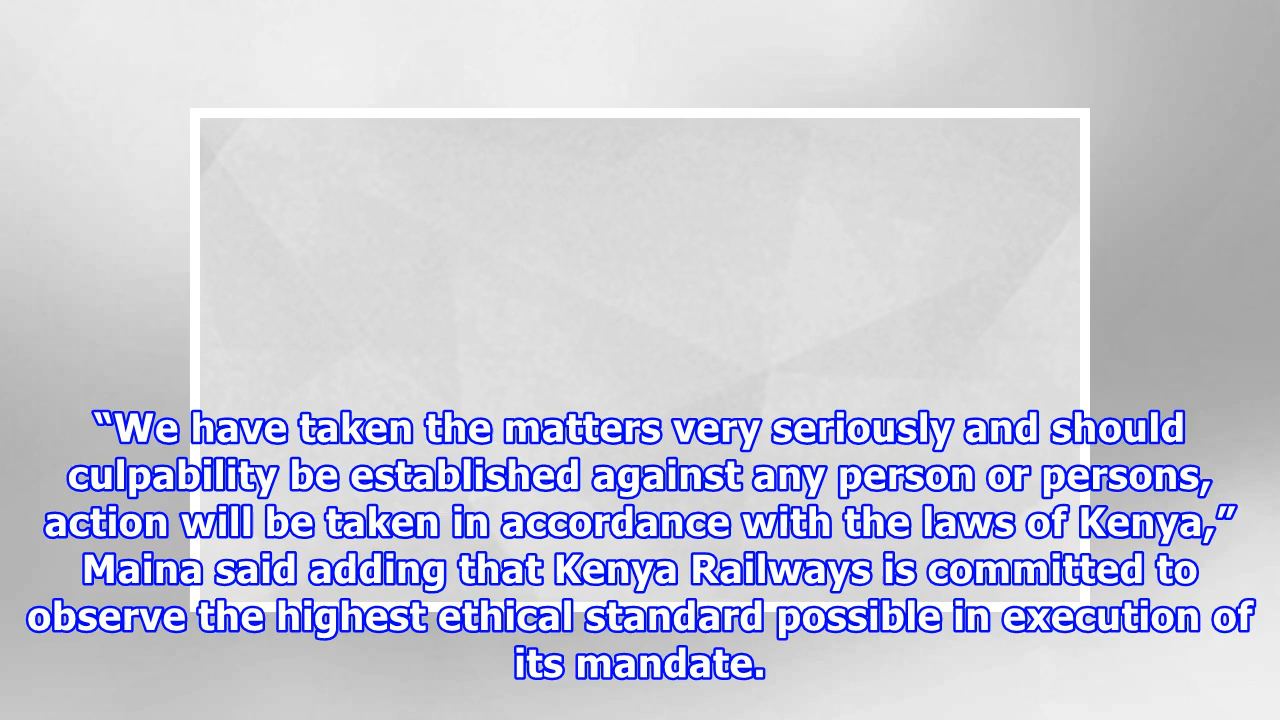 “We have taken the matters very seriously and should
culpability be established against any person or persons,
action will be taken in accordance with the laws of Kenya,”
Maina said adding that Kenya Railways is committed to
observe the highest ethical standard possible in execution of
its mandate.